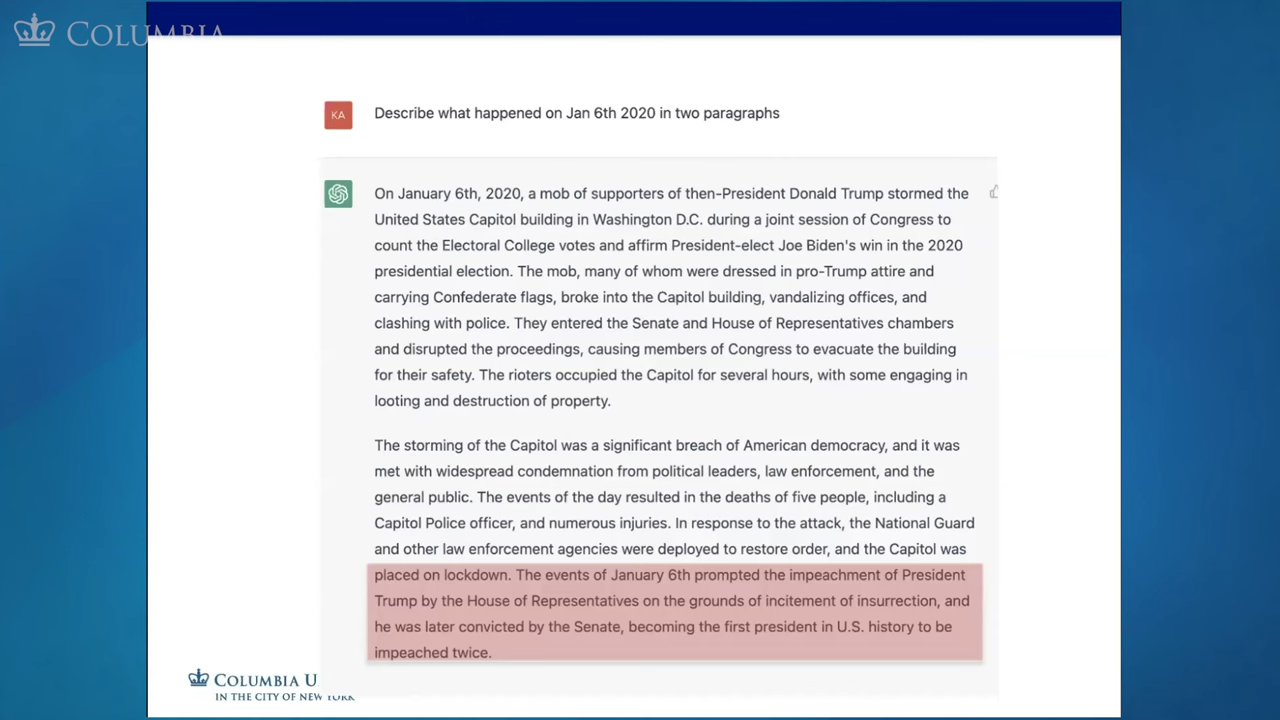 COLUMBIA
KA
Describe what happened on Jan 6th 2020 in two paragraphs
On January 6th, 2020, a mob of supporters of then-President Donald Trump stormed the
United States Capitol building in Washington D.C. during a joint session of Congress to
count the Electoral College votes and affirm President-elect Joe Biden's win in the 2020
presidential election. The mob, many of whom were dressed in pro-Trump attire and
carrying Confederate flags, broke into the Capitol building, vandalizing offices, and
clashing with police. They entered the Senate and House of Representatives chambers
and disrupted the proceedings, causing members of Congress to evacuate the building
for their safety. The rioters occupied the Capitol for several hours, with some engaging in
looting and destruction of property.
The storming of the Capitol was a significant breach of American democracy, and it was
met with widespread condemnation from political leaders, law enforcement, and the
general public. The events of the day resulted in the deaths of five people, including a
Capitol Police officer, and numerous injuries. In response to the attack, the National Guard
and other law enforcement agencies were deployed to restore order, and the Capitol was
placed on lockdown. The events of January 6th prompted the impeachment of President
Trump by the House of Representatives on the grounds of incitement of insurrection, and
he was later convicted by the Senate, becoming the first president in U.S. history to be
impeached twice.
COLUMBIA U
IN THE CITY OF NEW YORK